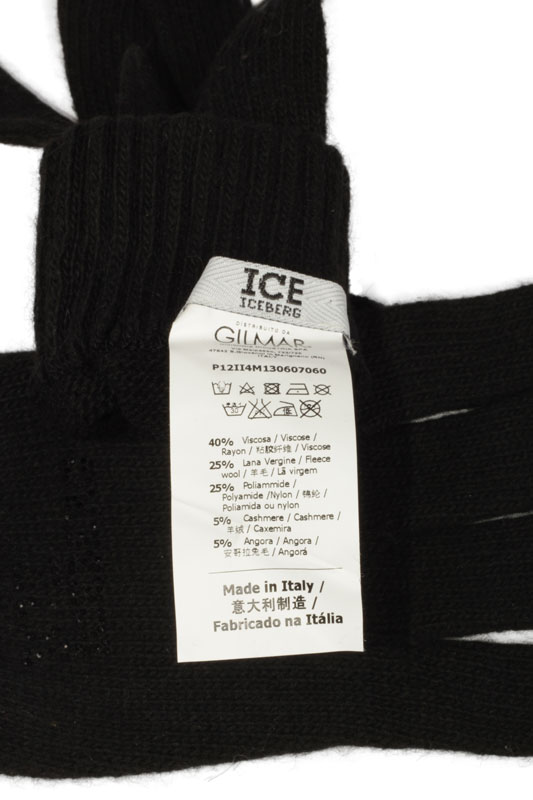 ICE
ICEBERG
DISTRIBUITO DA
GILMAR
P12II4M130607060
40% Viscosa / Viscose /
Rayon / 粘胶纤维 / Viscose
25% Lana Vergine / Fleece
wool / 羊毛 / Lã virgem
25% Poliammide /
Polyamide /Nylon / 锦纶 /
Poliamida ou nylon
5% Cashmere / Cashmere /
羊绒 / Caxemira
5% Angora / Angora /
安哥拉兔毛 / Angorá
Made in Italy /
意大利制造 /
Fabricado na Itália